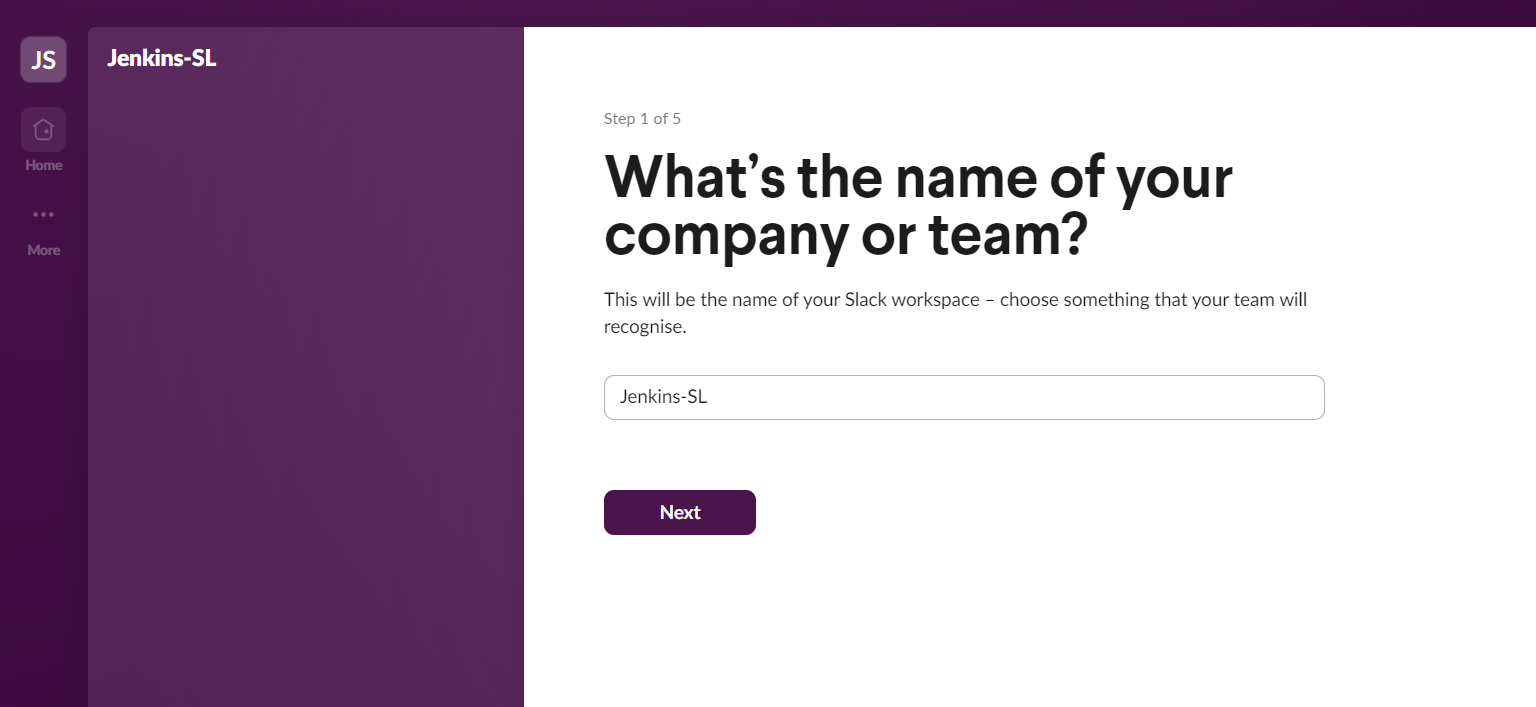 JS
Home
More
Jenkins-SL
Step 1 of 5
What’s the name of your
company or team?
This will be the name of your Slack workspace – choose something that your team will
recognise.
Jenkins-SL
Next